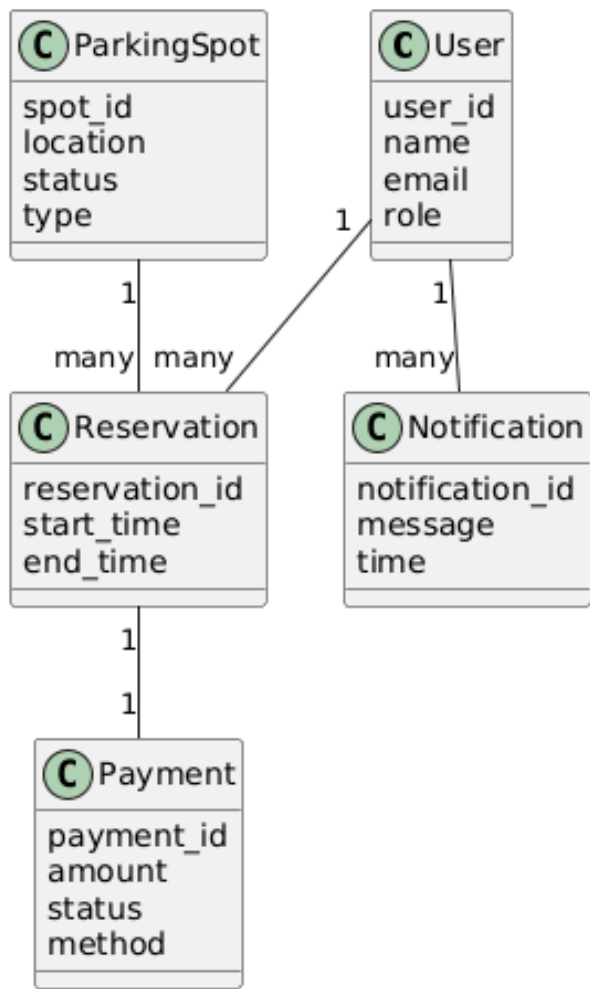 C ParkingSpot
spot_id
location
status
type
C User
user_id
name
email
role
1
1
1
many
many
many
C Reservation
reservation_id
start_time
end_time
C Notification
notification_id
message
time
1
1
C Payment
payment_id
amount
status
method